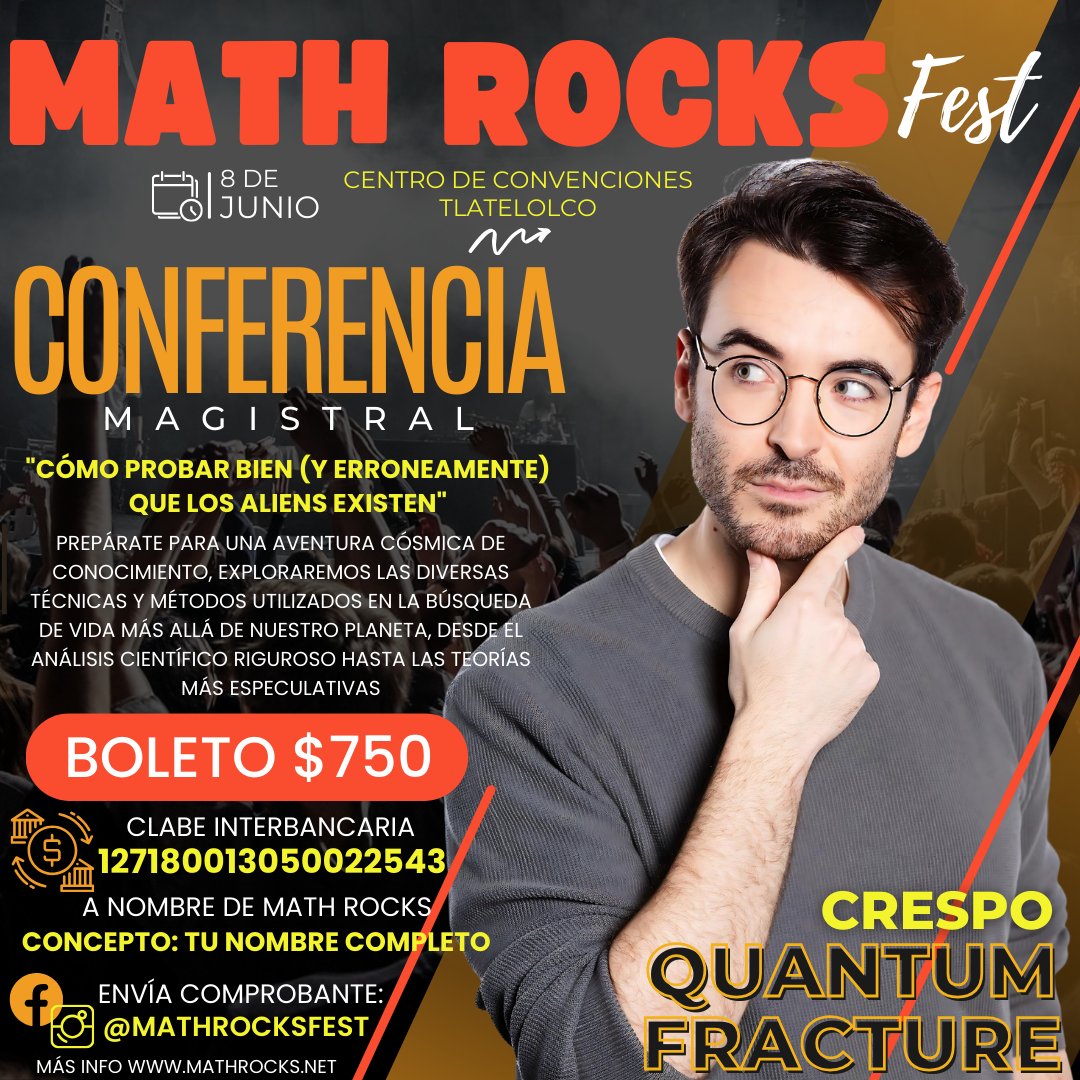 MATH ROCKS Fest
8 DE
JUNIO
CENTRO DE CONVENCIONES
TLATELOLCO
CONFERENCIA
MAGISTRAL
"CÓMO PROBAR BIEN (Y ERRONEAMENTE)
QUE LOS ALIENS EXISTEN"
PREPÁRATE PARA UNA AVENTURA CÓSMICA DE
CONOCIMIENTO, EXPLORAREMOS LAS DIVERSAS
TÉCNICAS Y MÉTODOS UTILIZADOS EN LA BÚSQUEDA
DE VIDA MÁS ALLÁ DE NUESTRO PLANETA, DESDE EL
ANÁLISIS CIENTÍFICO RIGUROSO HASTA LAS TEORÍAS
MÁS ESPECULATIVAS
BOLETO $750
CLABE INTERBANCARIA
127180013050022543
A NOMBRE DE MATH ROCKS
CONCEPTO: TU NOMBRE COMPLETO
ENVÍA COMPROBANTE:
@MATHROCKSFEST
MÁS INFO WWW.MATHROCKS.NET
CRESPO
QUANTUM
FRACTURE